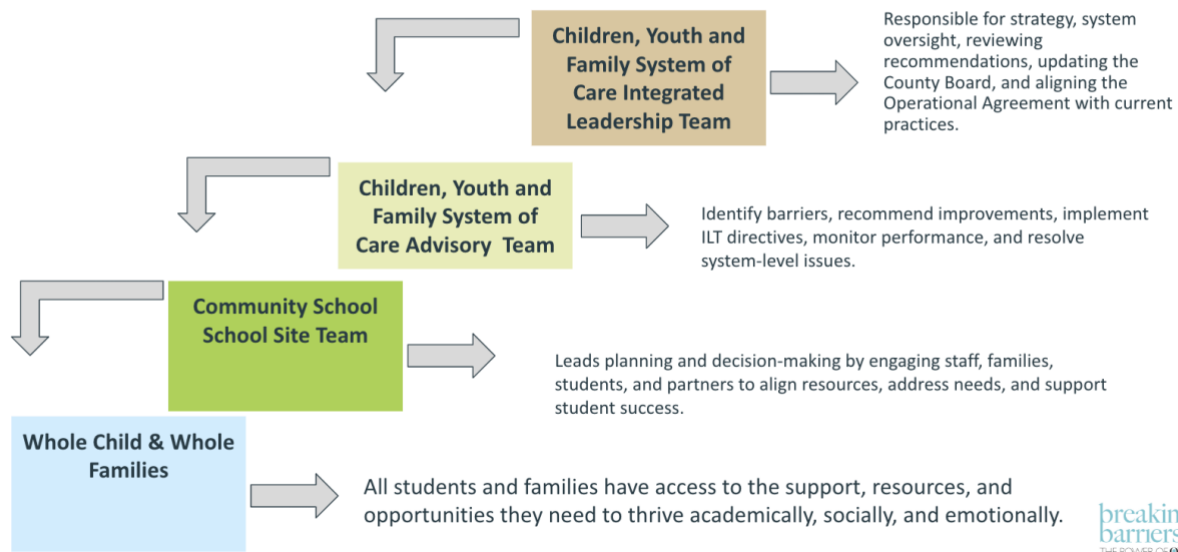 Children, Youth and
Family System of
Care Integrated
Leadership Team
Responsible for strategy, system
oversight, reviewing
recommendations, updating the
County Board, and aligning the
Operational Agreement with current
practices.
Children, Youth and
Family System of
Care Advisory Team
Identify barriers, recommend improvements, implement
ILT directives, monitor performance, and resolve
system-level issues.
Community School
School Site Team
Leads planning and decision-making by engaging staff, families,
students, and partners to align resources, address needs, and support
student success.
Whole Child & Whole
Families
All students and families have access to the support, resources, and
opportunities they need to thrive academically, socially, and emotionally.
breakin
barriers
THE POWER OF